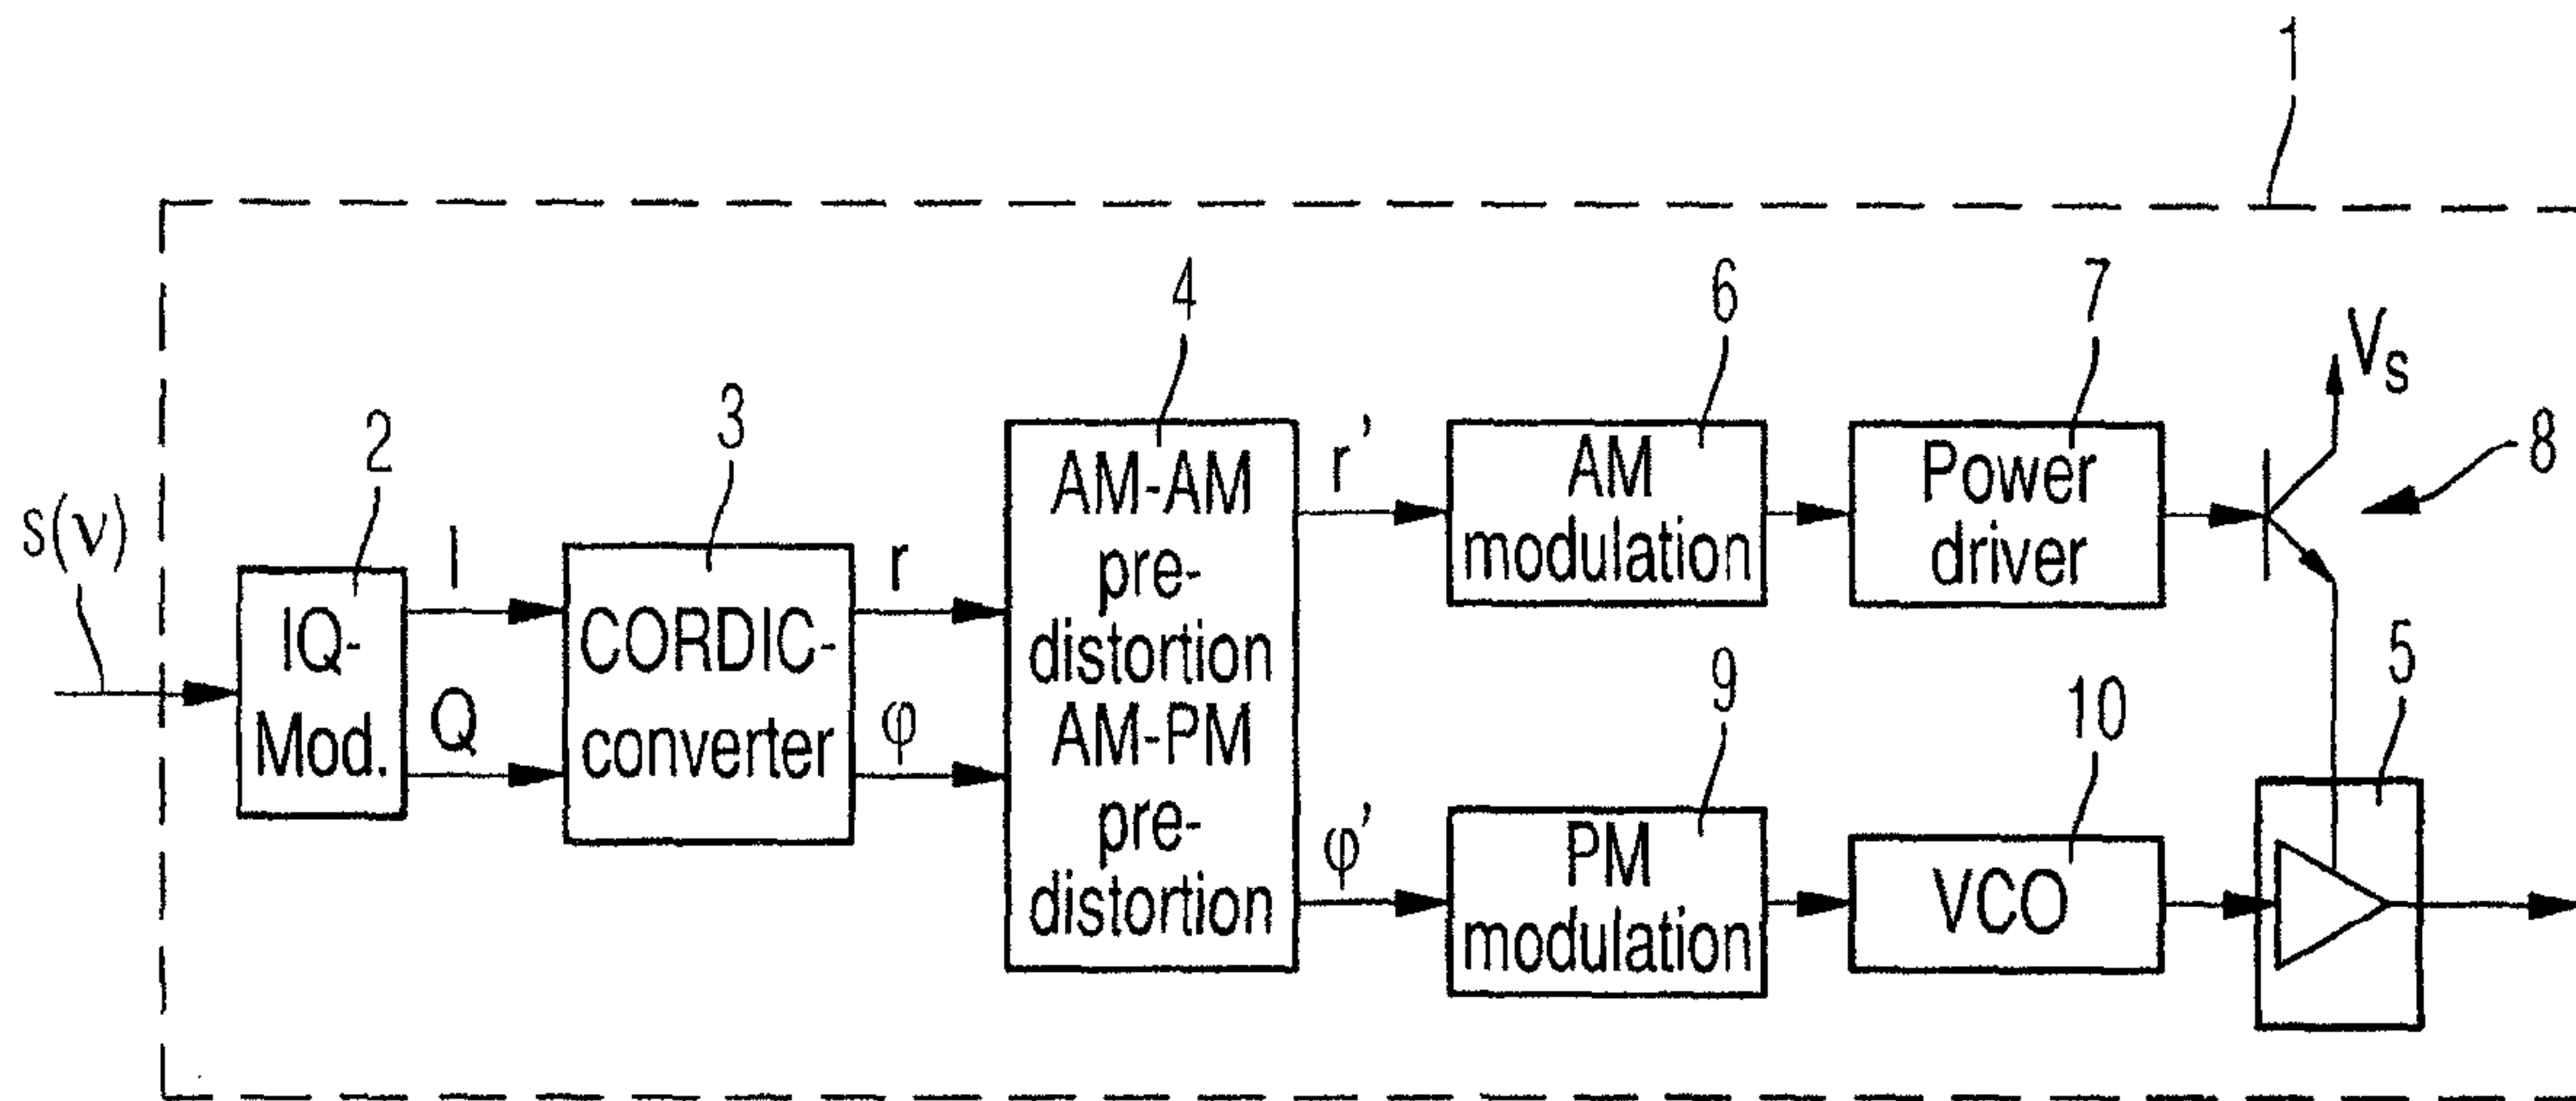 1
4
6
7
V_s
3
8
2
AM-AM
pre-
distortion
AM-PM
pre-
distortion
r'
AM
modulation
Power
driver
s(ν)
I
r
5
IQ-
Mod.
CORDIC-
converter
9
10
Q
φ
φ'
PM
modulation
VCO